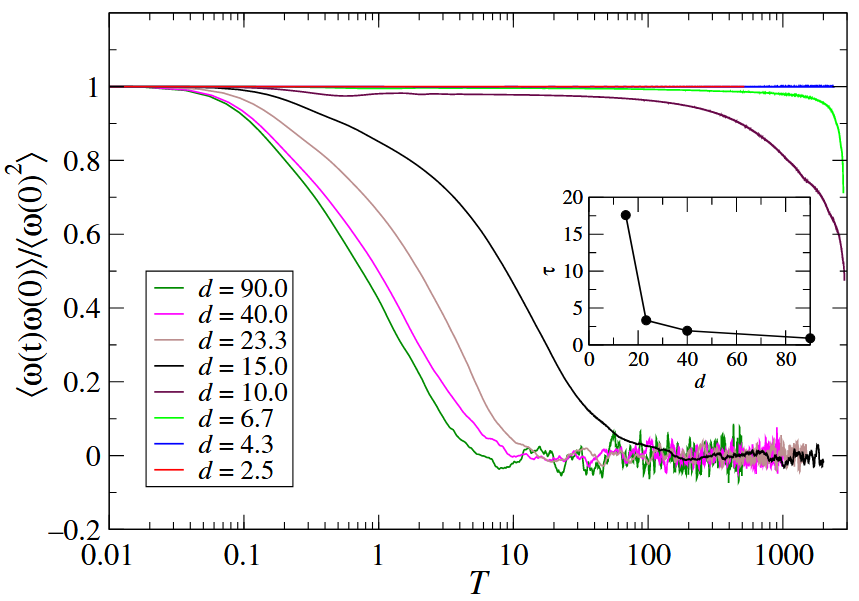 ⟨ω(t)ω(0)⟩/⟨ω(0)²⟩
1
0.8
0.6
0.4
0.2
0
−0.2
d = 90.0
d = 40.0
d = 23.3
d = 15.0
d = 10.0
d = 6.7
d = 4.3
d = 2.5
τ
20
15
10
5
0
0 20 40 60 80
d
0.01 0.1 1 10 100 1000
T